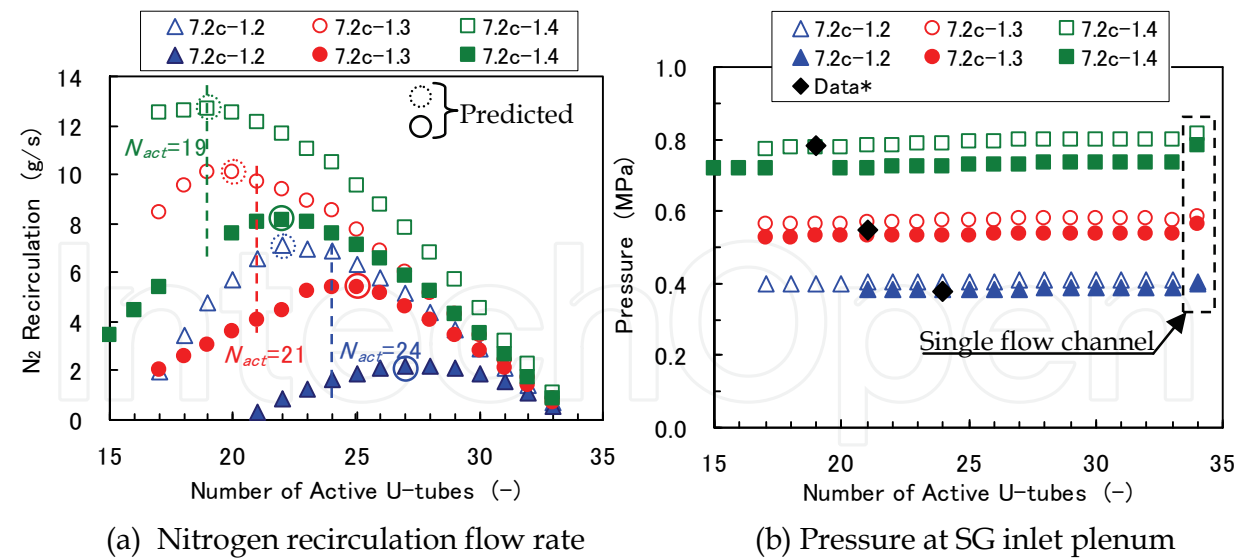 7.2c−1.2 7.2c−1.3 7.2c−1.4
7.2c−1.2 7.2c−1.3 7.2c−1.4
14
12
10
8
6
4
2
0
N2 Recirculation (g/s)
Predicted
Nact=19
Nact=21
Nact=24
15 20 25 30 35
Number of Active U-tubes (-)
(a) Nitrogen recirculation flow rate
7.2c−1.2 7.2c−1.3 7.2c−1.4
7.2c−1.2 7.2c−1.3 7.2c−1.4
Data*
1.0
0.8
0.6
0.4
0.2
0.0
Pressure (MPa)
Single flow channel
15 20 25 30 35
Number of Active U-tubes (-)
(b) Pressure at SG inlet plenum
InTechOpen